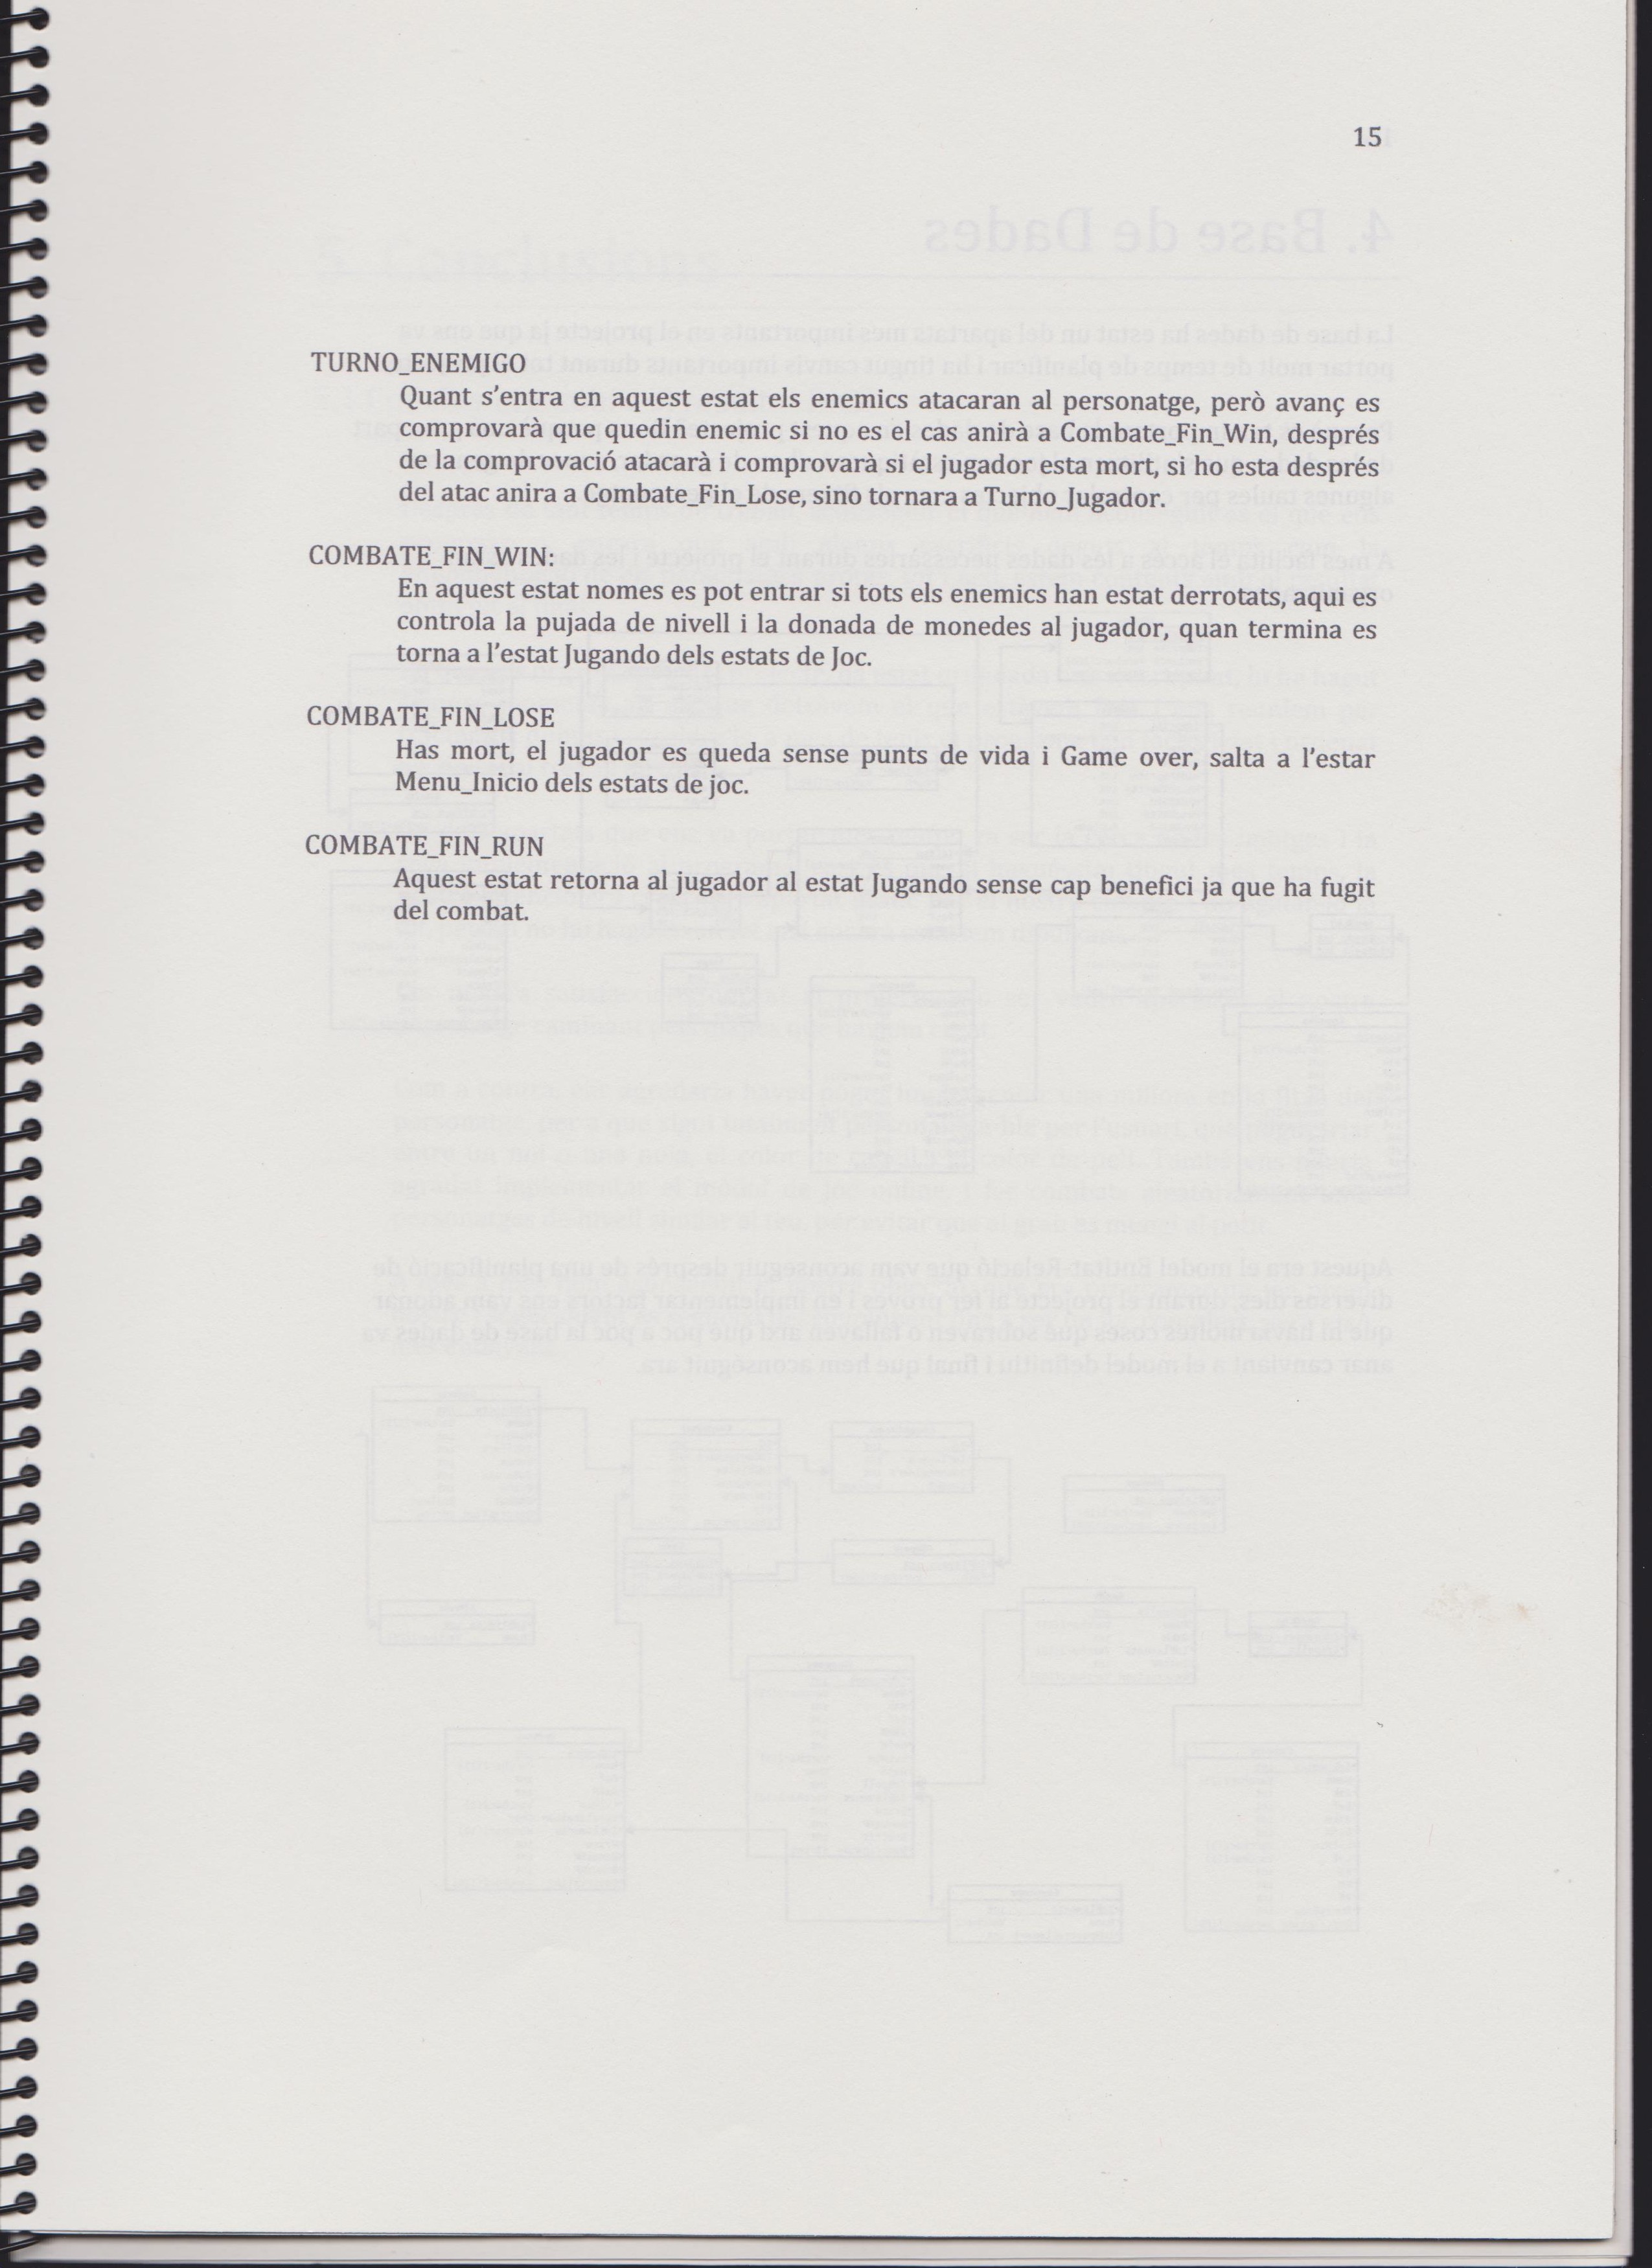 15
TURNO_ENEMIGO
Quant s'entra en aquest estat els enemics atacaran al personatge, però avanç es
comprovarà que quedin enemic si no es el cas anirà a Combate_Fin_Win, després
de la comprovació atacarà i comprovarà si el jugador esta mort, si ho esta després
del atac anira a Combate_Fin_Lose, sino tornara a Turno_Jugador.
COMBATE_FIN_WIN:
En aquest estat nomes es pot entrar si tots els enemics han estat derrotats, aqui es
controla la pujada de nivell i la donada de monedes al jugador, quan termina es
torna a l'estat Jugando dels estats de Joc.
COMBATE_FIN_LOSE
Has mort, el jugador es queda sense punts de vida i Game over, salta a l'estar
Menu_Inicio dels estats de joc.
COMBATE_FIN_RUN
Aquest estat retorna al jugador al estat Jugando sense cap benefici ja que ha fugit
del combat.